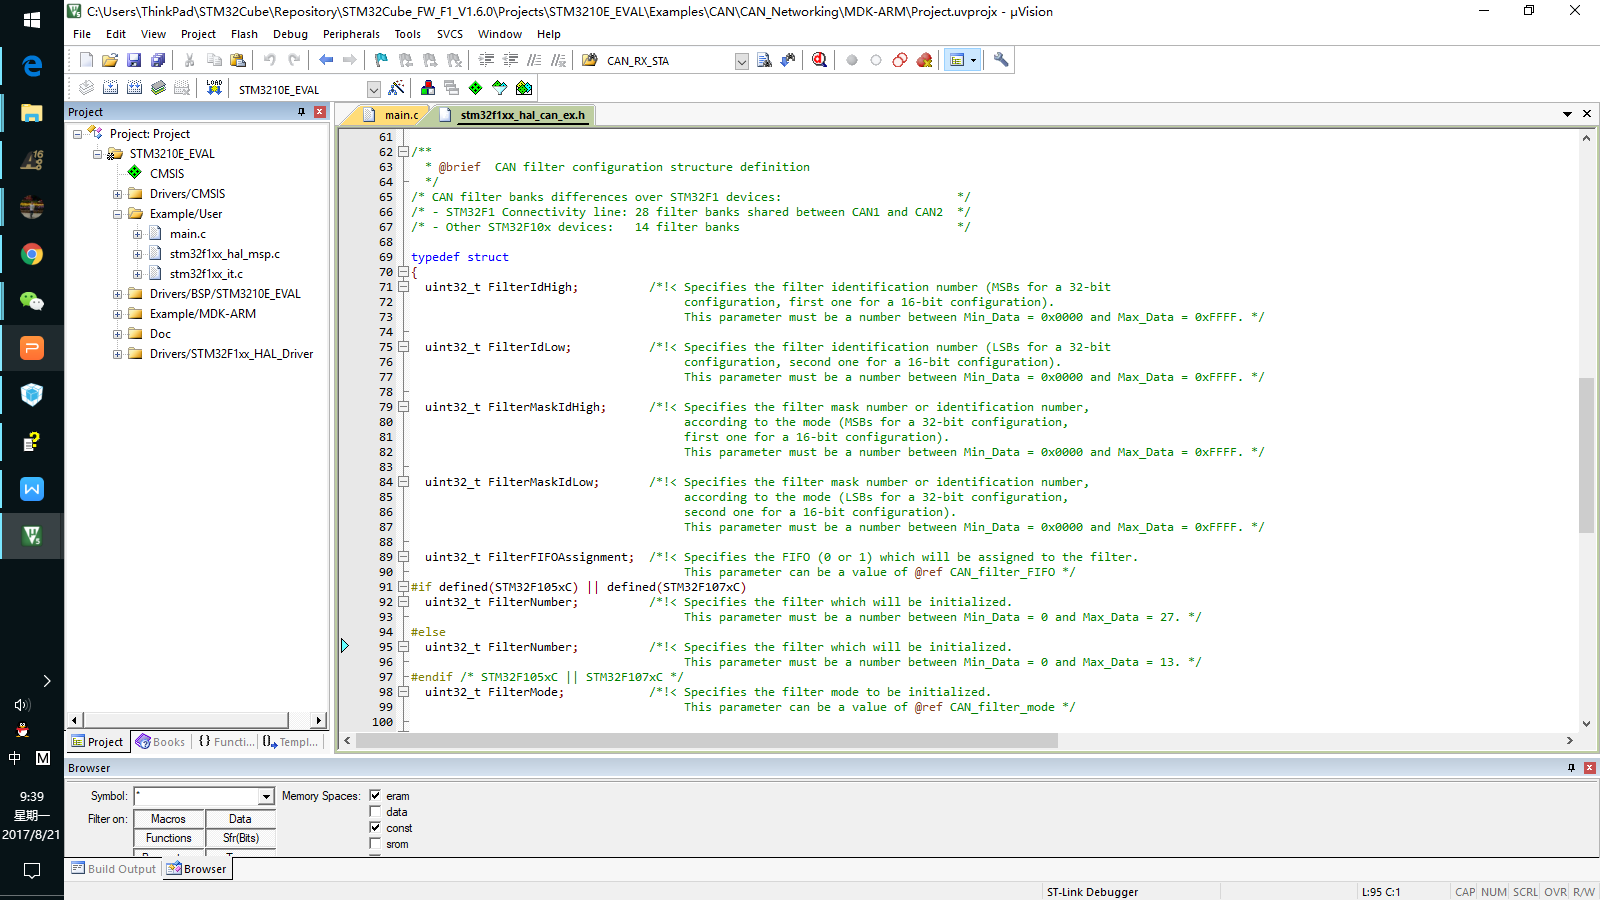 C:\Users\ThinkPad\STM32Cube\Repository\STM32Cube_FW_F1_V1.6.0\Projects\STM3210E_EVAL\Examples\CAN\CAN_Networking\MDK-ARM\Project.uvprojx - µVision
File Edit View Project Flash Debug Peripherals Tools SVCS Window Help
CAN_RX_STA
LOAD STM3210E_EVAL
Project
Project: Project
STM3210E_EVAL
CMSIS
Drivers/CMSIS
Example/User
main.c
stm32f1xx_hal_msp.c
stm32f1xx_it.c
Drivers/BSP/STM3210E_EVAL
Example/MDK-ARM
Doc
Drivers/STM32F1xx_HAL_Driver
Project Books {} Functi... Templ...
main.c stm32f1xx_hal_can_ex.h
61
62 /**
63 * @brief CAN filter configuration structure definition
64 */
65 /* CAN filter banks differences over STM32F1 devices: */
66 /* - STM32F1 Connectivity line: 28 filter banks shared between CAN1 and CAN2 */
67 /* - Other STM32F10x devices: 14 filter banks */
68
69 typedef struct
70 {
71 uint32_t FilterIdHigh; /*!< Specifies the filter identification number (MSBs for a 32-bit
72 configuration, first one for a 16-bit configuration).
73 This parameter must be a number between Min_Data = 0x0000 and Max_Data = 0xFFFF. */
74
75 uint32_t FilterIdLow; /*!< Specifies the filter identification number (LSBs for a 32-bit
76 configuration, second one for a 16-bit configuration).
77 This parameter must be a number between Min_Data = 0x0000 and Max_Data = 0xFFFF. */
78
79 uint32_t FilterMaskIdHigh; /*!< Specifies the filter mask number or identification number,
80 according to the mode (MSBs for a 32-bit configuration,
81 first one for a 16-bit configuration).
82 This parameter must be a number between Min_Data = 0x0000 and Max_Data = 0xFFFF. */
83
84 uint32_t FilterMaskIdLow; /*!< Specifies the filter mask number or identification number,
85 according to the mode (LSBs for a 32-bit configuration,
86 second one for a 16-bit configuration).
87 This parameter must be a number between Min_Data = 0x0000 and Max_Data = 0xFFFF. */
88
89 uint32_t FilterFIFOAssignment; /*!< Specifies the FIFO (0 or 1) which will be assigned to the filter.
90 This parameter can be a value of @ref CAN_filter_FIFO */
91 #if defined(STM32F105xC) || defined(STM32F107xC)
92 uint32_t FilterNumber; /*!< Specifies the filter which will be initialized.
93 This parameter must be a number between Min_Data = 0 and Max_Data = 27. */
94 #else
95 uint32_t FilterNumber; /*!< Specifies the filter which will be initialized.
96 This parameter must be a number between Min_Data = 0 and Max_Data = 13. */
97 #endif /* STM32F105xC || STM32F107xC */
98 uint32_t FilterMode; /*!< Specifies the filter mode to be initialized.
99 This parameter can be a value of @ref CAN_filter_mode */
100
Browser
Symbol: * Memory Spaces: eram
data
Filter on: Macros Data
const
Functions Sfr(Bits)
srom
Build Output Browser
ST-Link Debugger L:95 C:1 CAP NUM SCRL OVR R/W
中 M
9:39
星期一
2017/8/21